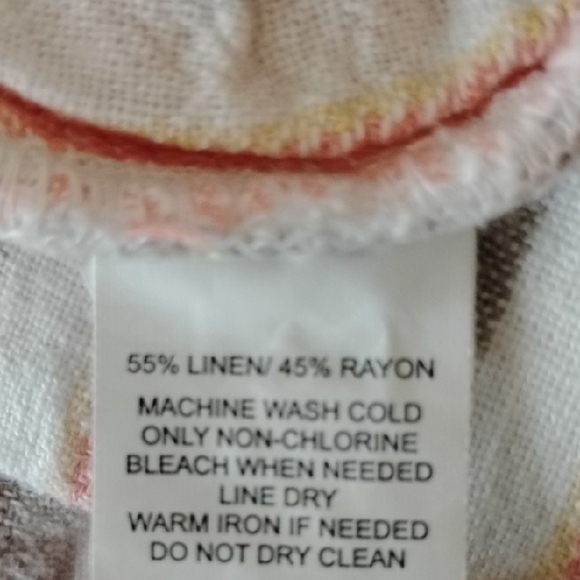 55% LINEN/ 45% RAYON
MACHINE WASH COLD
ONLY NON-CHLORINE
BLEACH WHEN NEEDED
LINE DRY
WARM IRON IF NEEDED
DO NOT DRY CLEAN